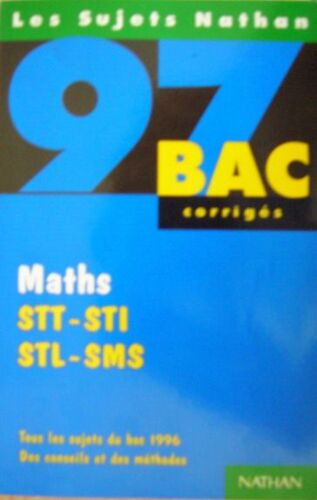 Les Sujets Nathan
97
BAC
corrigés
Maths
STT-STI
STL-SMS
Tous les sujets du bac 1996
Des conseils et des méthodes
NATHAN